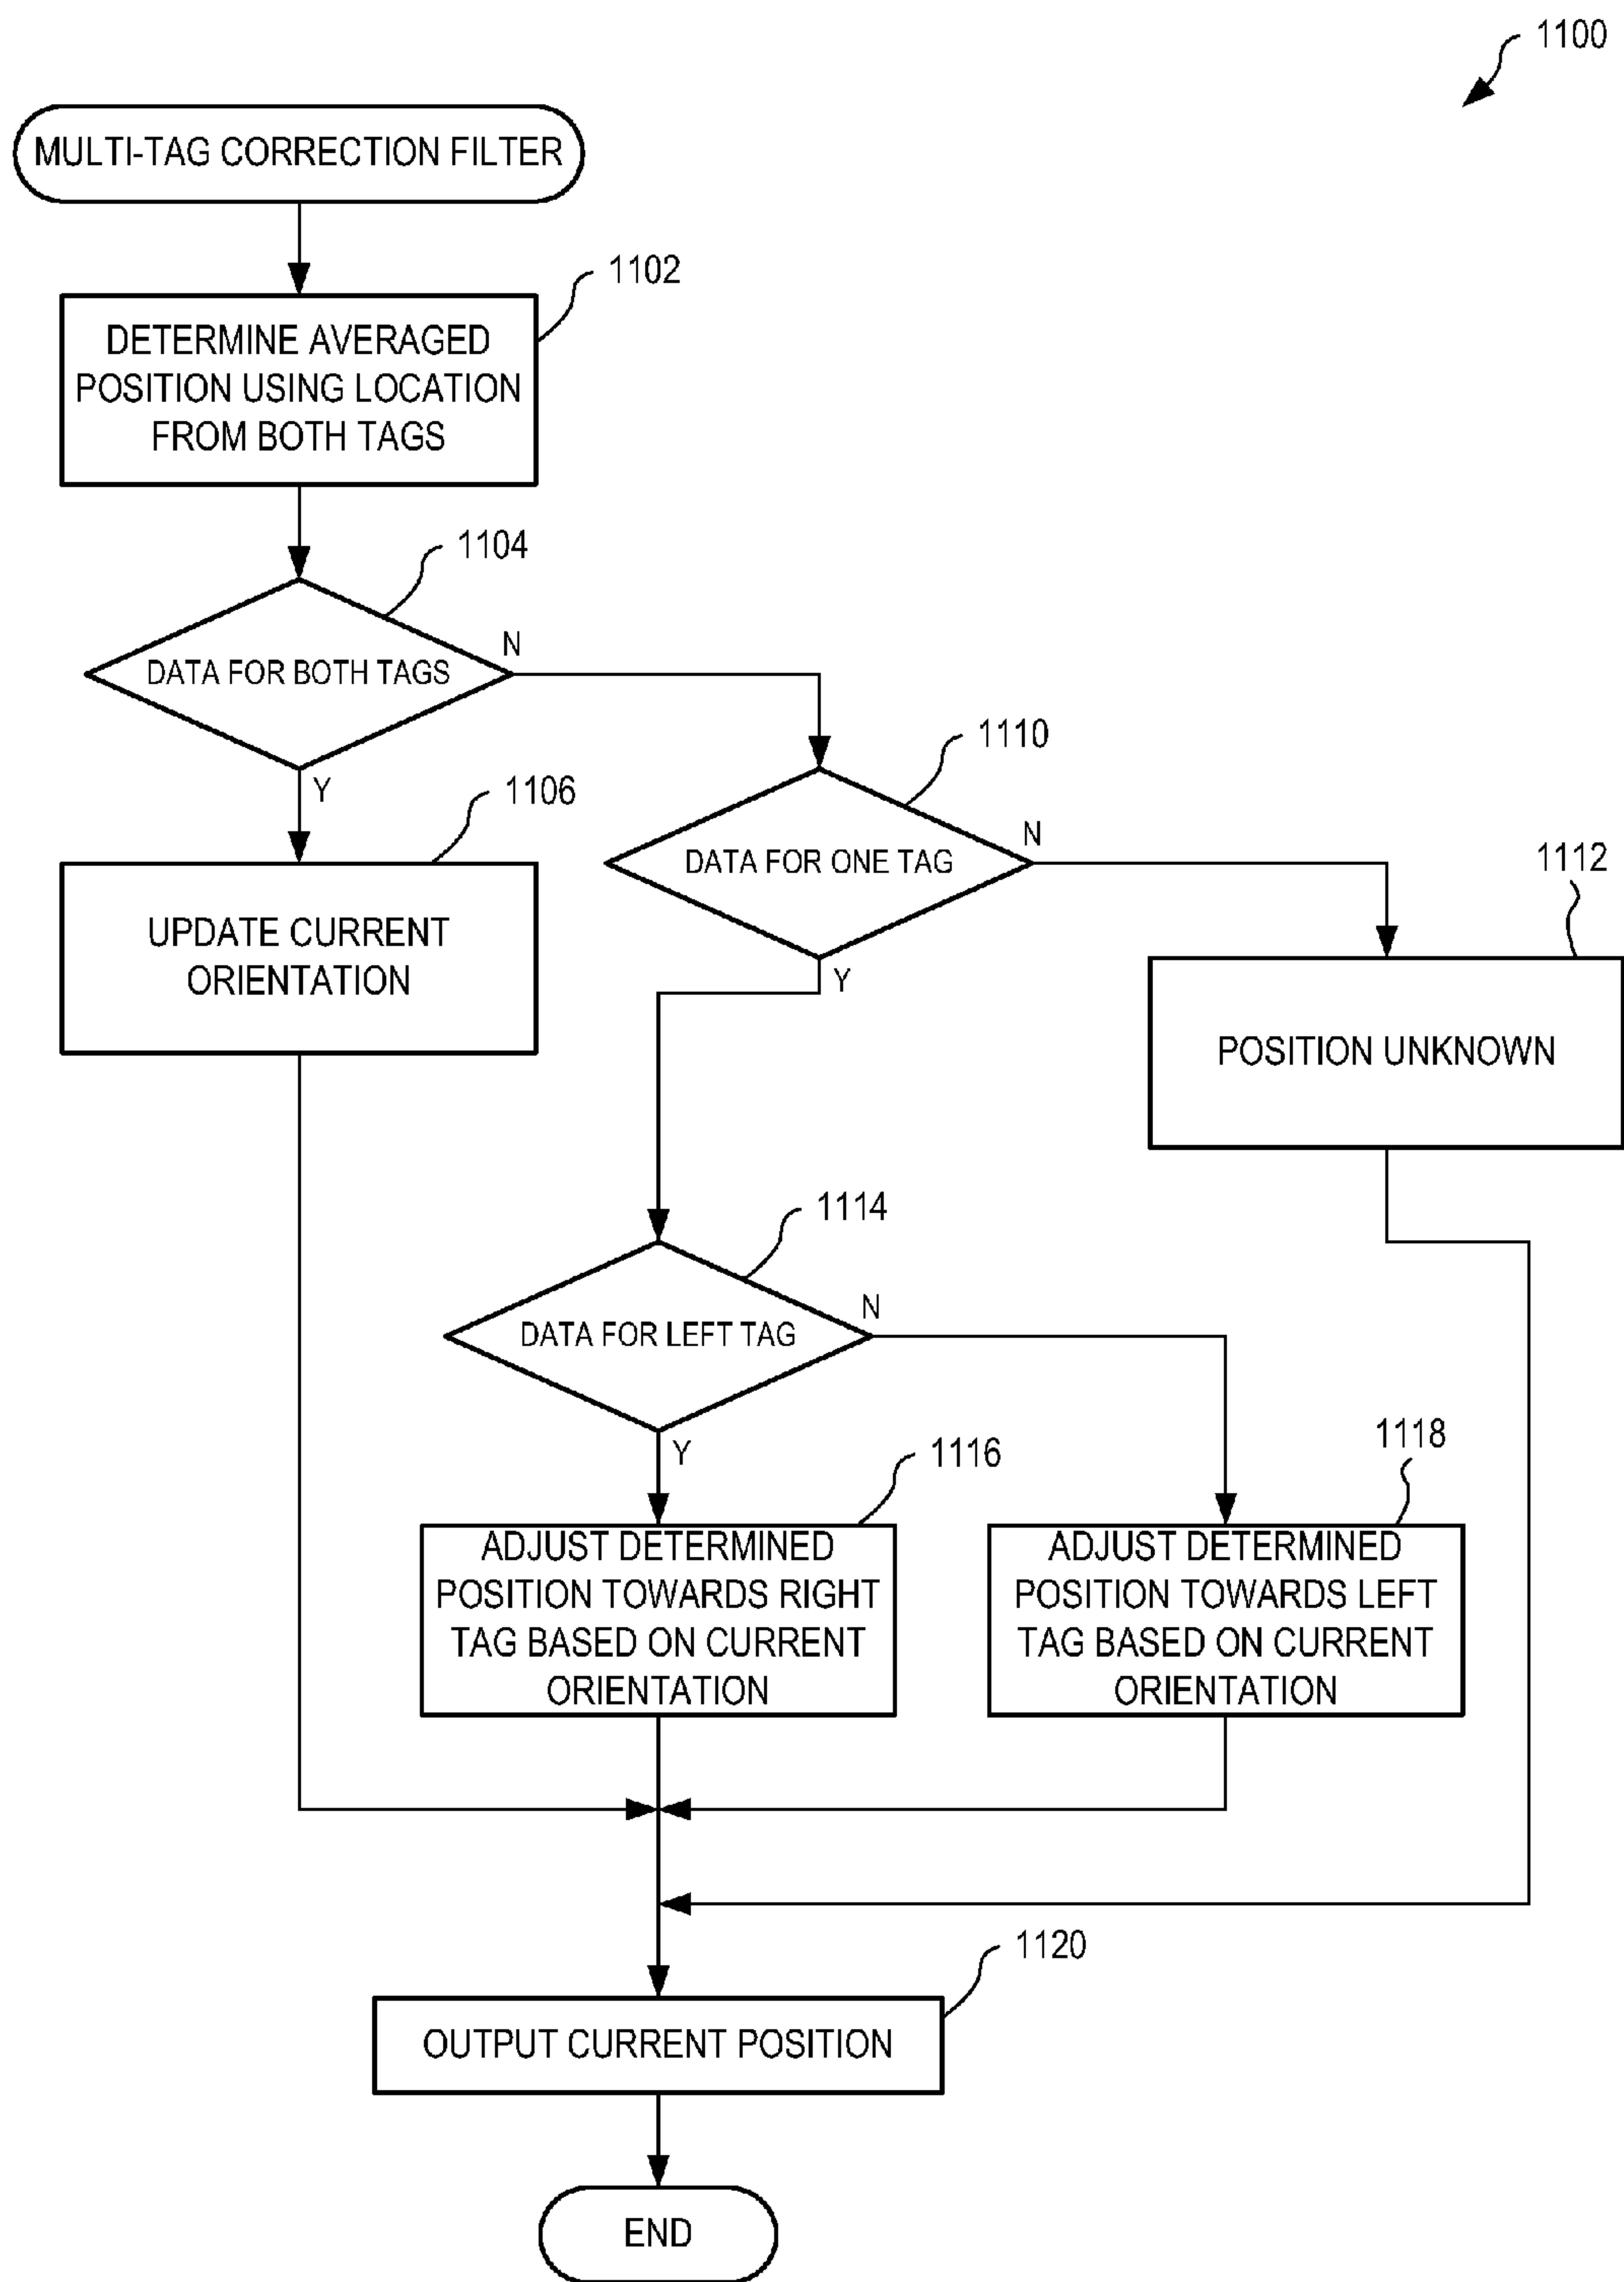 1100
MULTI-TAG CORRECTION FILTER
1102
DETERMINE AVERAGED
POSITION USING LOCATION
FROM BOTH TAGS
1104
DATA FOR BOTH TAGS
N
Y
1106
UPDATE CURRENT
ORIENTATION
1110
DATA FOR ONE TAG
N
Y
1112
POSITION UNKNOWN
1114
DATA FOR LEFT TAG
N
Y
1116
ADJUST DETERMINED
POSITION TOWARDS RIGHT
TAG BASED ON CURRENT
ORIENTATION
1118
ADJUST DETERMINED
POSITION TOWARDS LEFT
TAG BASED ON CURRENT
ORIENTATION
1120
OUTPUT CURRENT POSITION
END